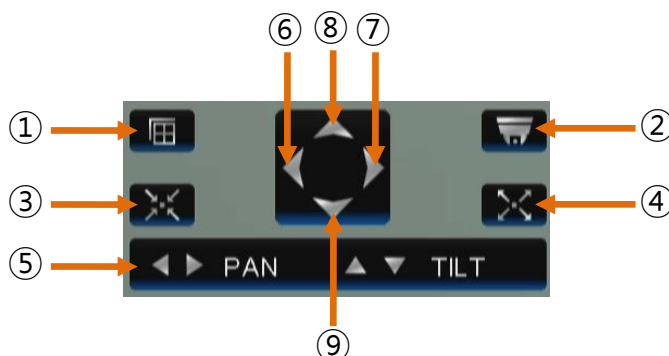 ⑥ ⑧ ⑦
① ②
③ ④
⑤ PAN TILT
⑨